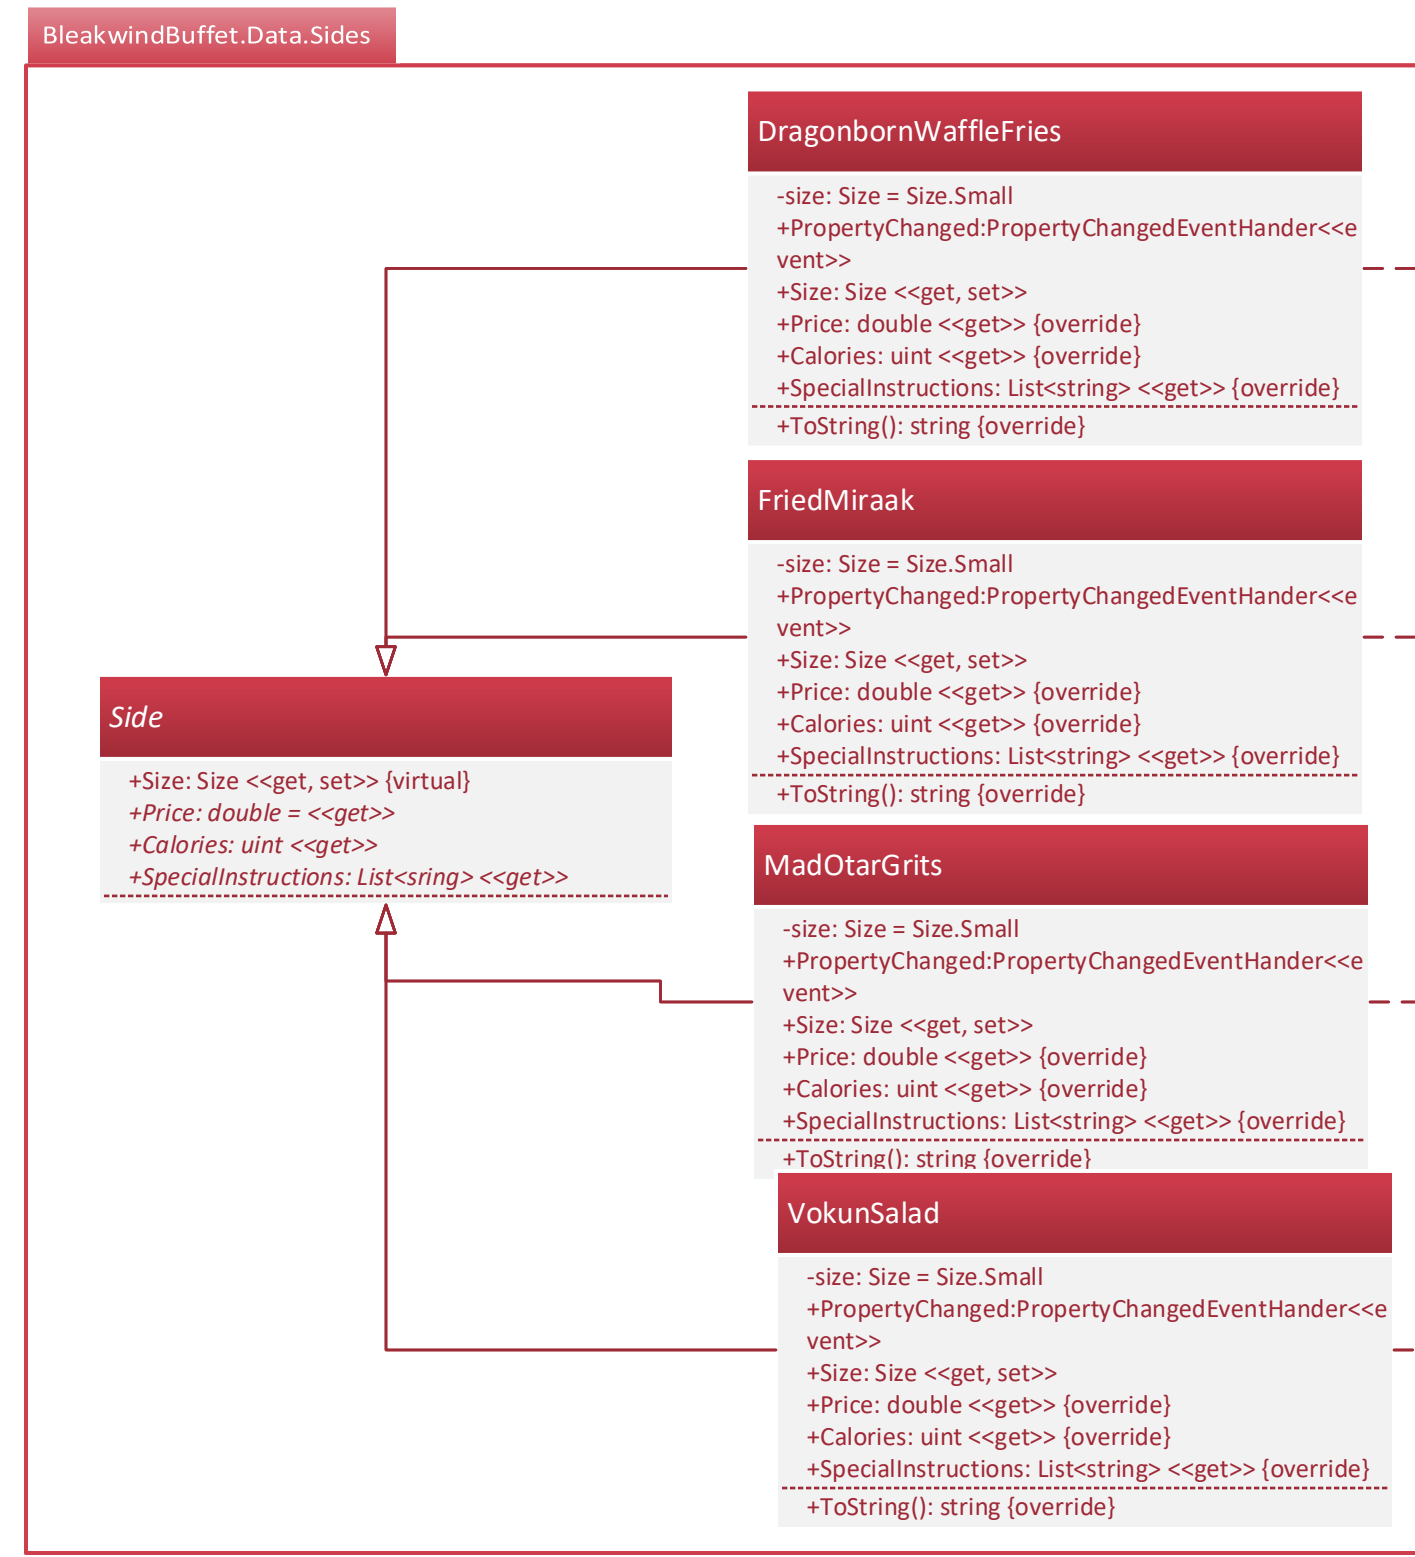 BleakwindBuffet.Data.Sides
DragonbornWaffleFries
-size: Size = Size.Small
+PropertyChanged:PropertyChangedEventHander<<e
vent>>
+Size: Size <<get, set>>
+Price: double <<get>> {override}
+Calories: uint <<get>> {override}
+SpecialInstructions: List<string> <<get>> {override}
+ToString(): string {override}
FriedMiraak
-size: Size = Size.Small
+PropertyChanged:PropertyChangedEventHander<<e
vent>>
+Size: Size <<get, set>>
+Price: double <<get>> {override}
+Calories: uint <<get>> {override}
+SpecialInstructions: List<string> <<get>> {override}
+ToString(): string {override}
Side
+Size: Size <<get, set>> {virtual}
+Price: double = <<get>>
+Calories: uint <<get>>
+SpecialInstructions: List<sring> <<get>>
MadOtarGrits
-size: Size = Size.Small
+PropertyChanged:PropertyChangedEventHander<<e
vent>>
+Size: Size <<get, set>>
+Price: double <<get>> {override}
+Calories: uint <<get>> {override}
+SpecialInstructions: List<string> <<get>> {override}
+ToString(): string {override}
VokunSalad
-size: Size = Size.Small
+PropertyChanged:PropertyChangedEventHander<<e
vent>>
+Size: Size <<get, set>>
+Price: double <<get>> {override}
+Calories: uint <<get>> {override}
+SpecialInstructions: List<string> <<get>> {override}
+ToString(): string {override}